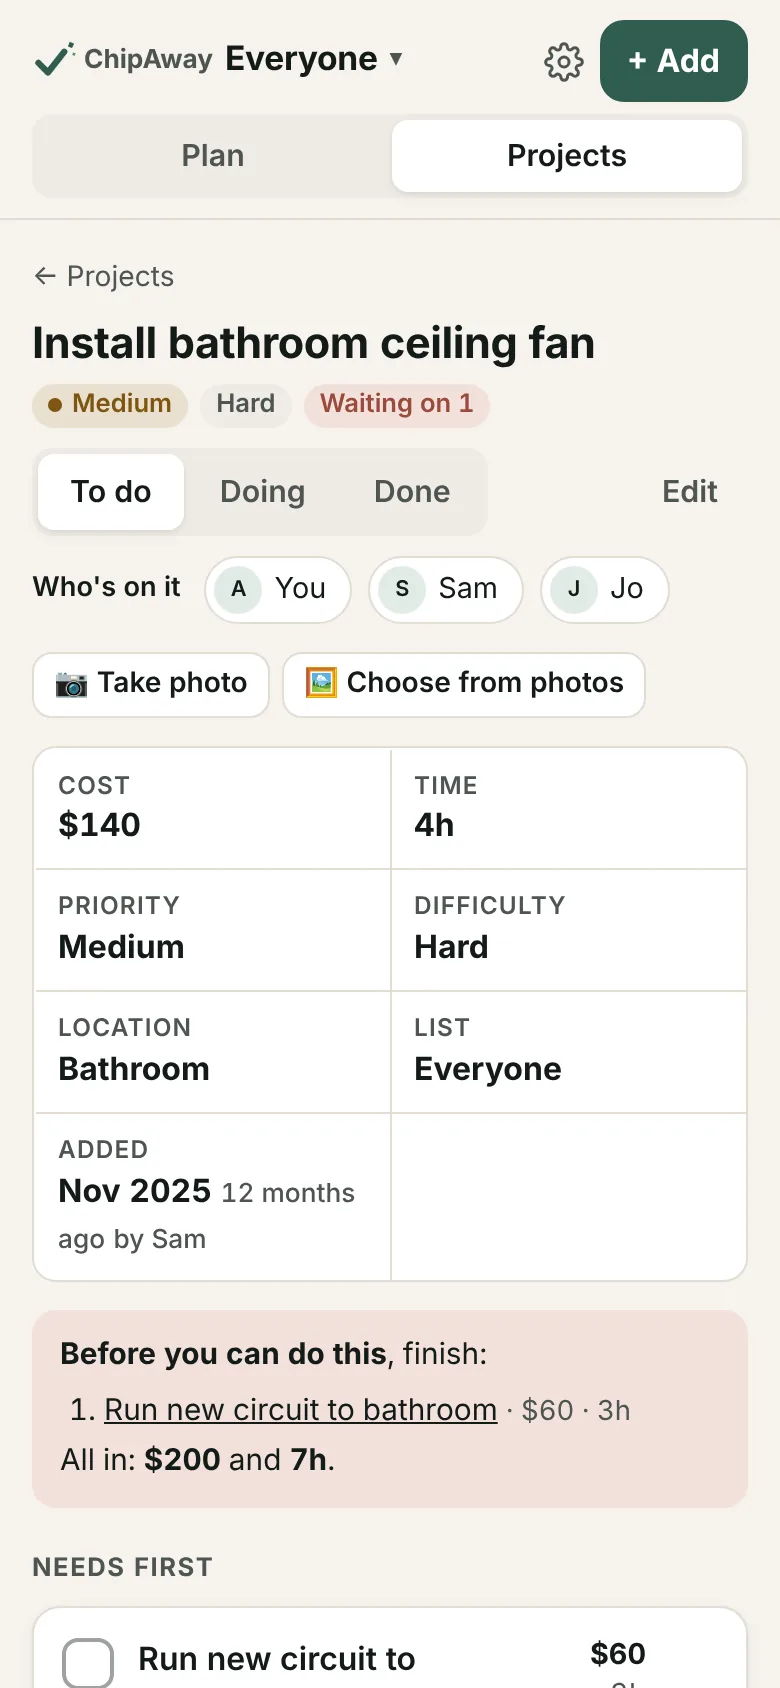 ChipAway Everyone ▼
+ Add
Plan
Projects
← Projects
Install bathroom ceiling fan
Medium
Hard
Waiting on 1
To do
Doing
Done
Edit
Who's on it
A You
S Sam
J Jo
Take photo
Choose from photos
COST
$140
TIME
4h
PRIORITY
Medium
DIFFICULTY
Hard
LOCATION
Bathroom
LIST
Everyone
ADDED
Nov 2025 12 months
ago by Sam
Before you can do this, finish:
1. Run new circuit to bathroom · $60 · 3h
All in: $200 and 7h.
NEEDS FIRST
Run new circuit to
$60